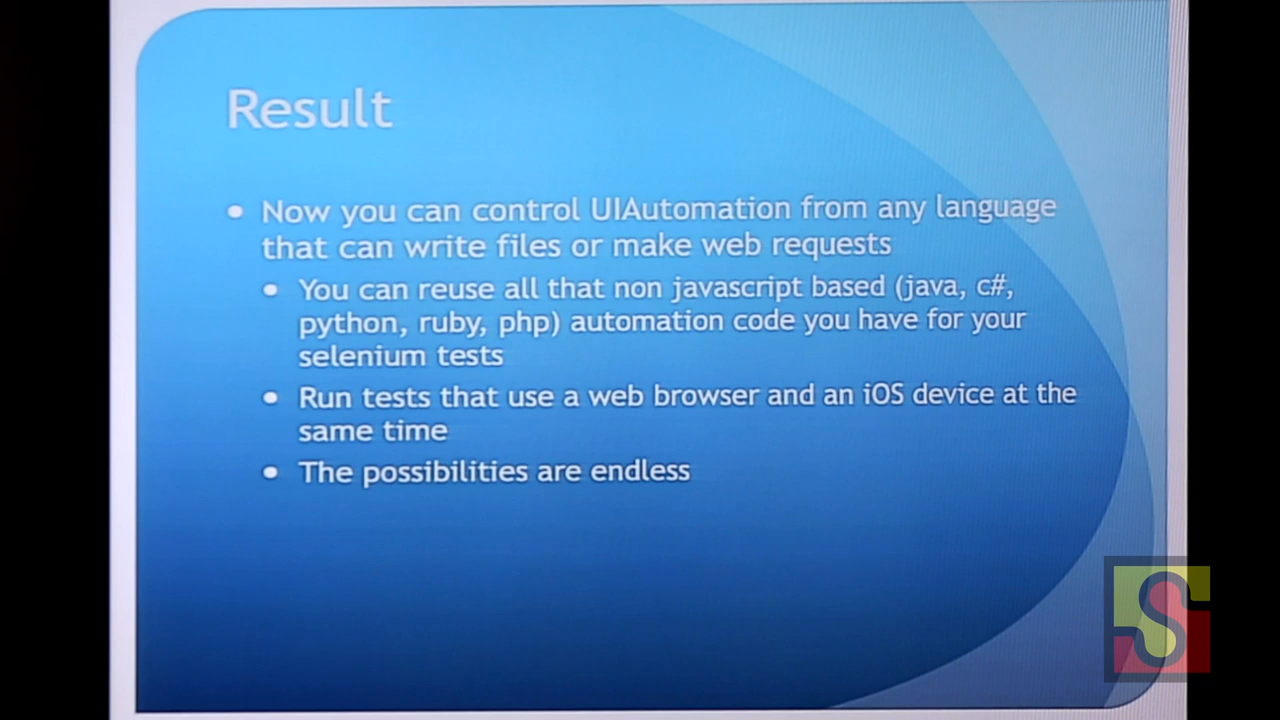 Result
• Now you can control UIAutomation from any language
that can write files or make web requests
• You can reuse all that non javascript based (java, c#,
python, ruby, php) automation code you have for your
selenium tests
• Run tests that use a web browser and an iOS device at the
same time
• The possibilities are endless
S